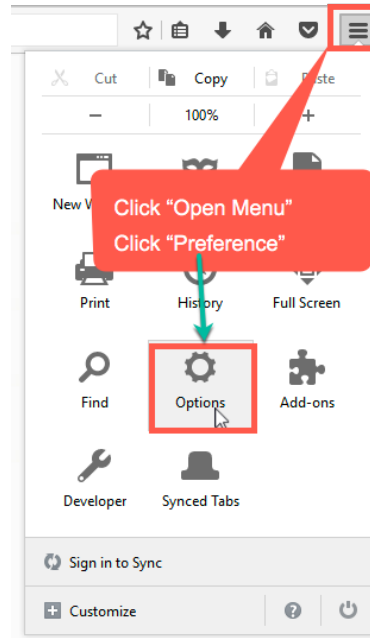 Cut Copy
100%
New
Click “Open Menu”
Click “Preference”
Print History Full Screen
Find Options Add-ons
Developer Synced Tabs
Sign in to Sync
Customize